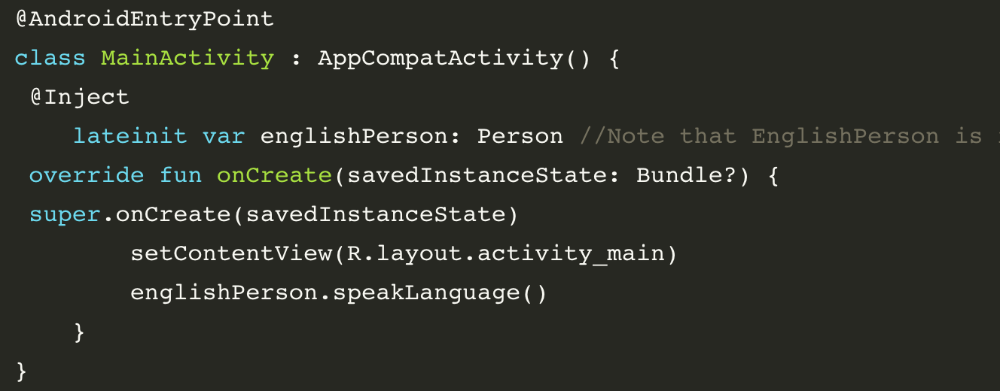 @AndroidEntryPoint
class MainActivity : AppCompatActivity() {
@Inject
lateinit var englishPerson: Person //Note that EnglishPerson is
override fun onCreate(savedInstanceState: Bundle?) {
super.onCreate(savedInstanceState)
setContentView(R.layout.activity_main)
englishPerson.speakLanguage()
}
}